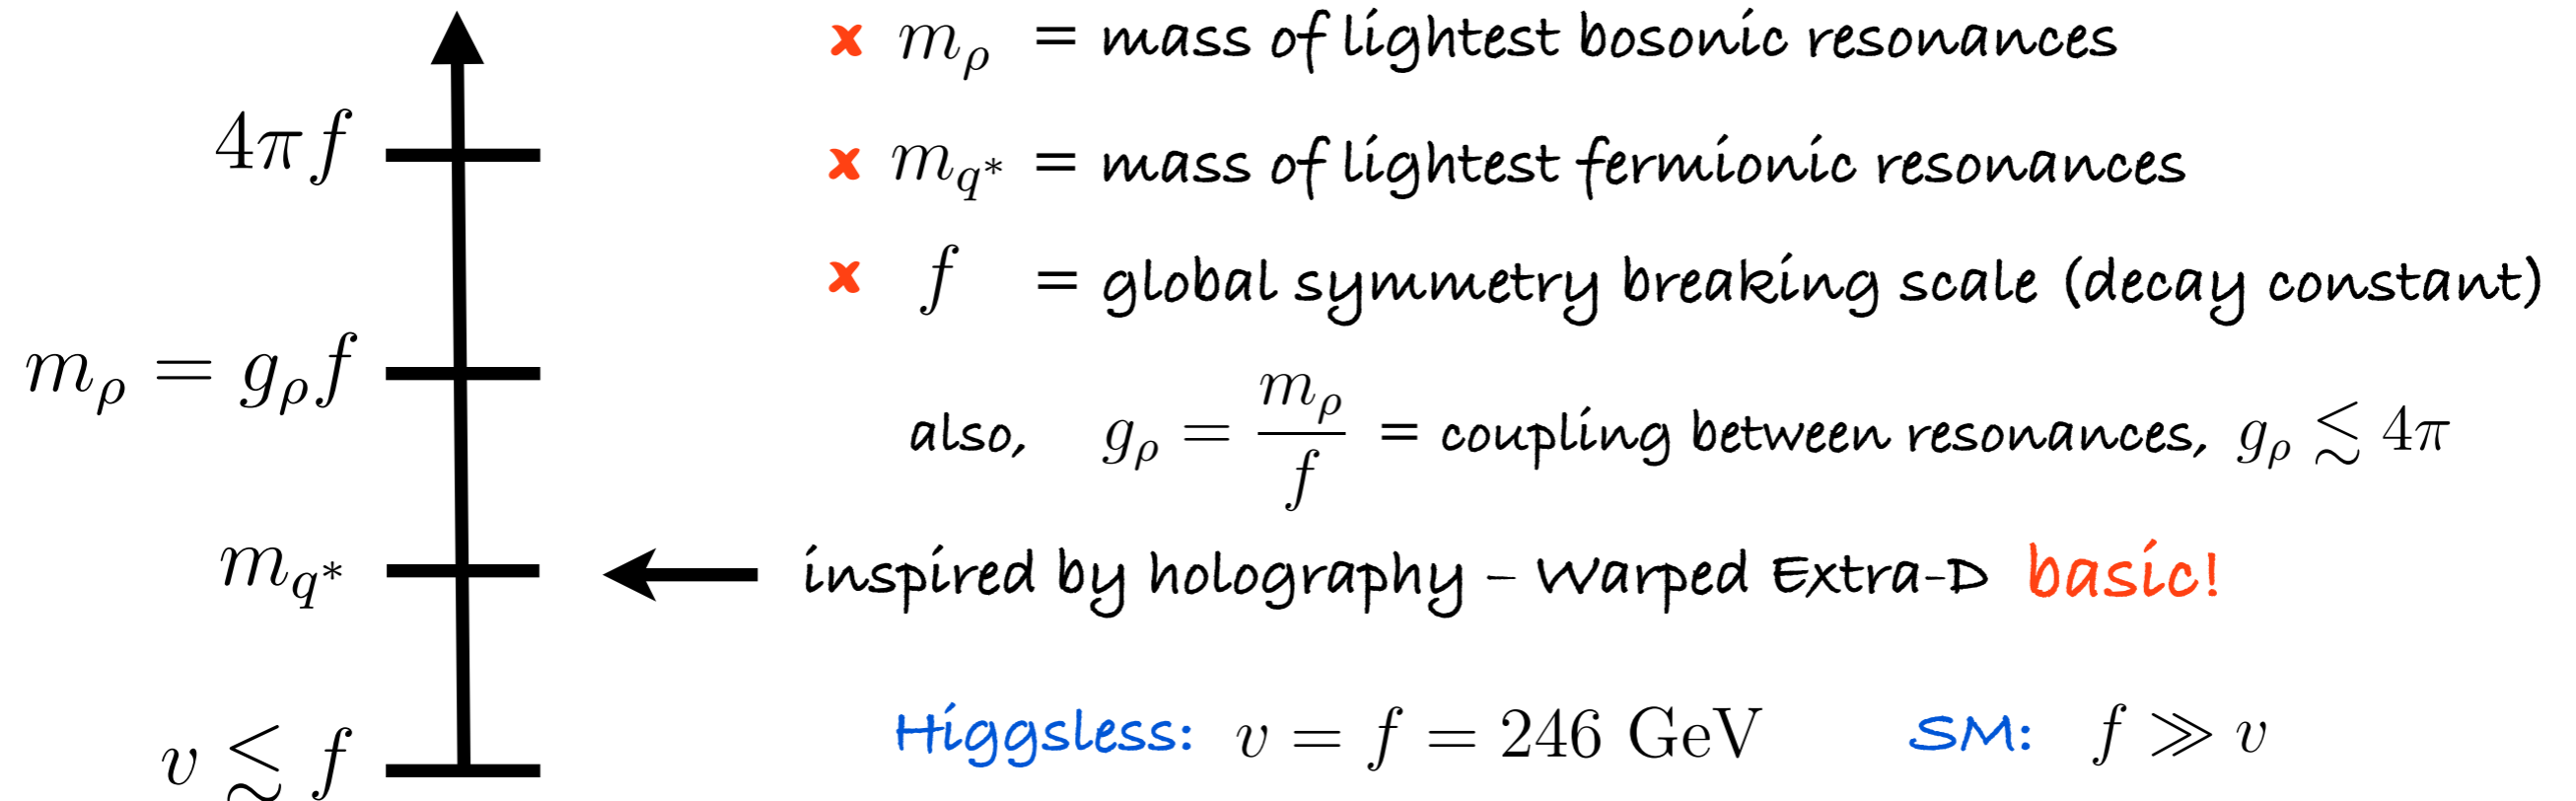 4πf
m_ρ = g_ρ f
m_{q*}
v ≲ f
x m_ρ = mass of lightest bosonic resonances
x m_{q*} = mass of lightest fermionic resonances
x f = global symmetry breaking scale (decay constant)
also, g_ρ = m_ρ / f = coupling between resonances, g_ρ ≲ 4π
inspired by holography – Warped Extra-D basic!
Higgsless: v = f = 246 GeV SM: f ≫ v